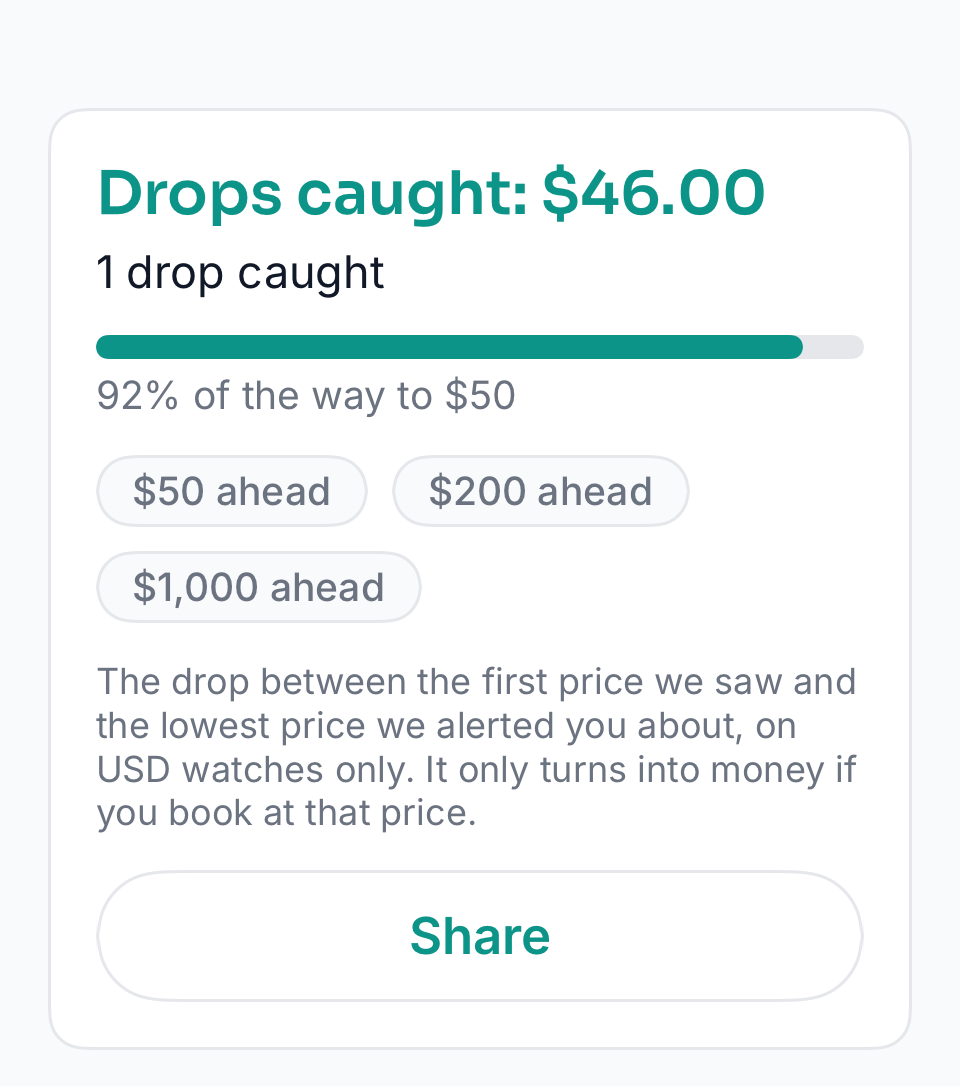 Drops caught: $46.00
1 drop caught
92% of the way to $50
$50 ahead
$200 ahead
$1,000 ahead
The drop between the first price we saw and
the lowest price we alerted you about, on
USD watches only. It only turns into money if
you book at that price.
Share